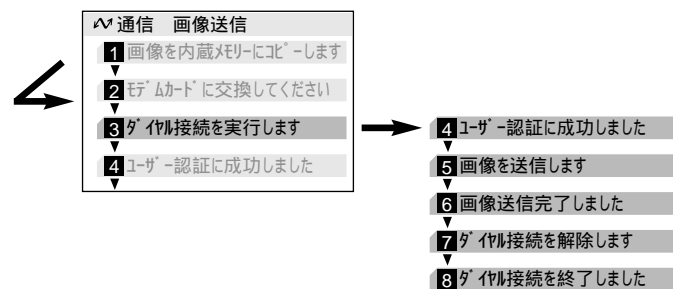 通信 画像送信
1 画像を内蔵ﾒﾓﾘｰにｺﾋﾟｰします
2 ﾓﾃﾞﾑｶｰﾄﾞに交換してください
3 ﾀﾞｲﾔﾙ接続を実行します
4 ﾕｰｻﾞｰ認証に成功しました
4 ﾕｰｻﾞｰ認証に成功しました
5 画像を送信します
6 画像送信完了しました
7 ﾀﾞｲﾔﾙ接続を解除します
8 ﾀﾞｲﾔﾙ接続を終了しました